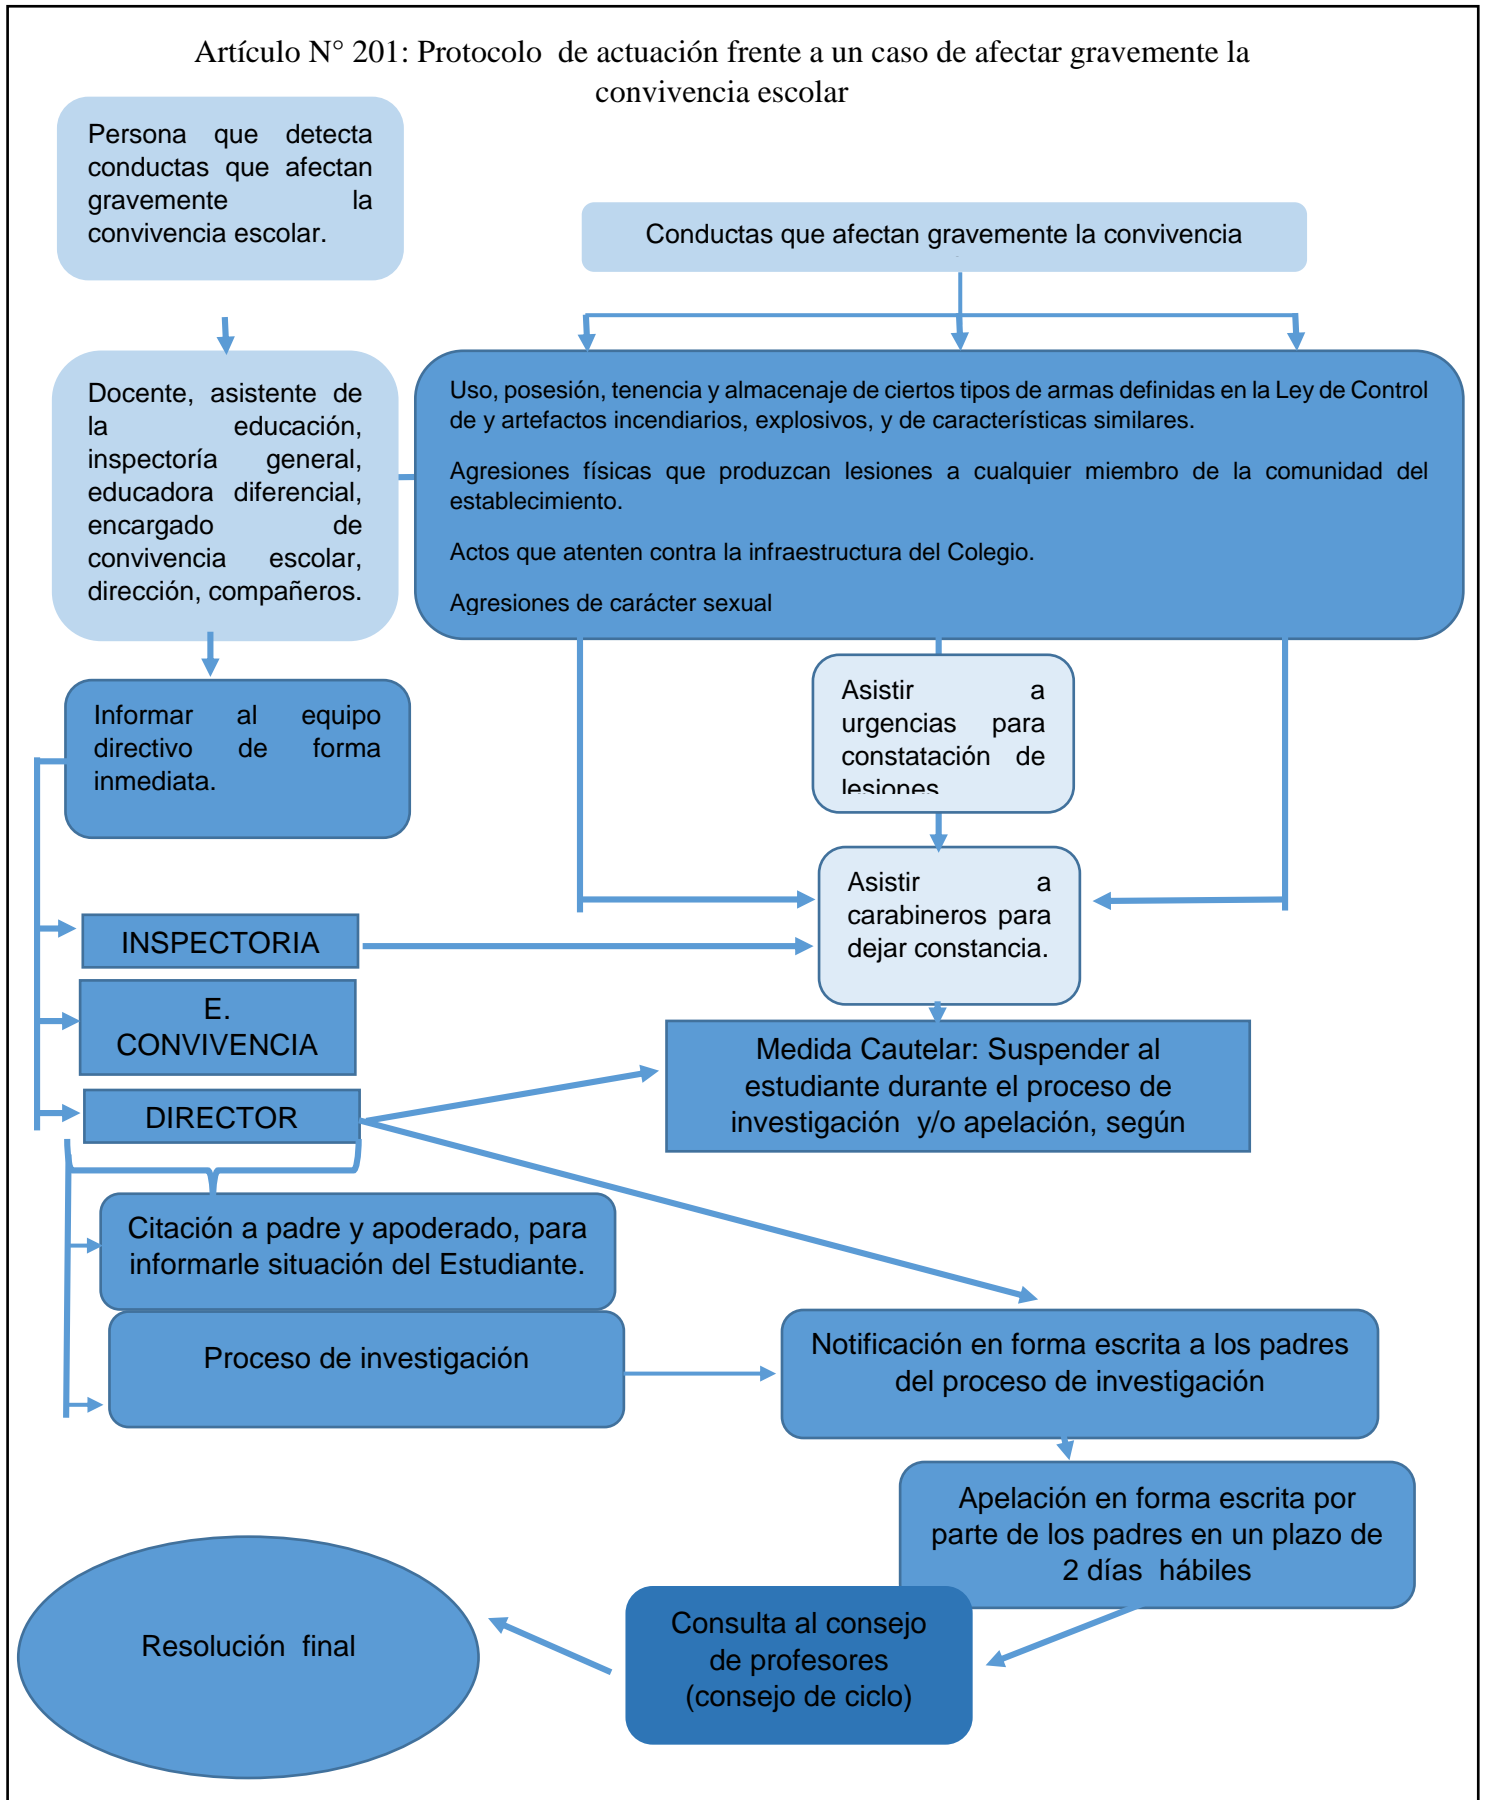 Artículo N° 201: Protocolo de actuación frente a un caso de afectar gravemente la
convivencia escolar
Persona que detecta
conductas que afectan
gravemente la
convivencia escolar.
Conductas que afectan gravemente la convivencia
Docente, asistente de
la educación,
inspectoría general,
educadora diferencial,
encargado de
convivencia escolar,
dirección, compañeros.
Uso, posesión, tenencia y almacenaje de ciertos tipos de armas definidas en la Ley de Control
de y artefactos incendiarios, explosivos, y de características similares.
Agresiones físicas que produzcan lesiones a cualquier miembro de la comunidad del
establecimiento.
Actos que atenten contra la infraestructura del Colegio.
Agresiones de carácter sexual
Informar al equipo
directivo de forma
inmediata.
Asistir a
urgencias para
constatación de
lesiones
Asistir a
carabineros para
dejar constancia.
INSPECTORIA
E.
CONVIVENCIA
DIRECTOR
Medida Cautelar: Suspender al
estudiante durante el proceso de
investigación y/o apelación, según
Citación a padre y apoderado, para
informarle situación del Estudiante.
Proceso de investigación
Notificación en forma escrita a los padres
del proceso de investigación
Apelación en forma escrita por
parte de los padres en un plazo de
2 días hábiles
Consulta al consejo
de profesores
(consejo de ciclo)
Resolución final